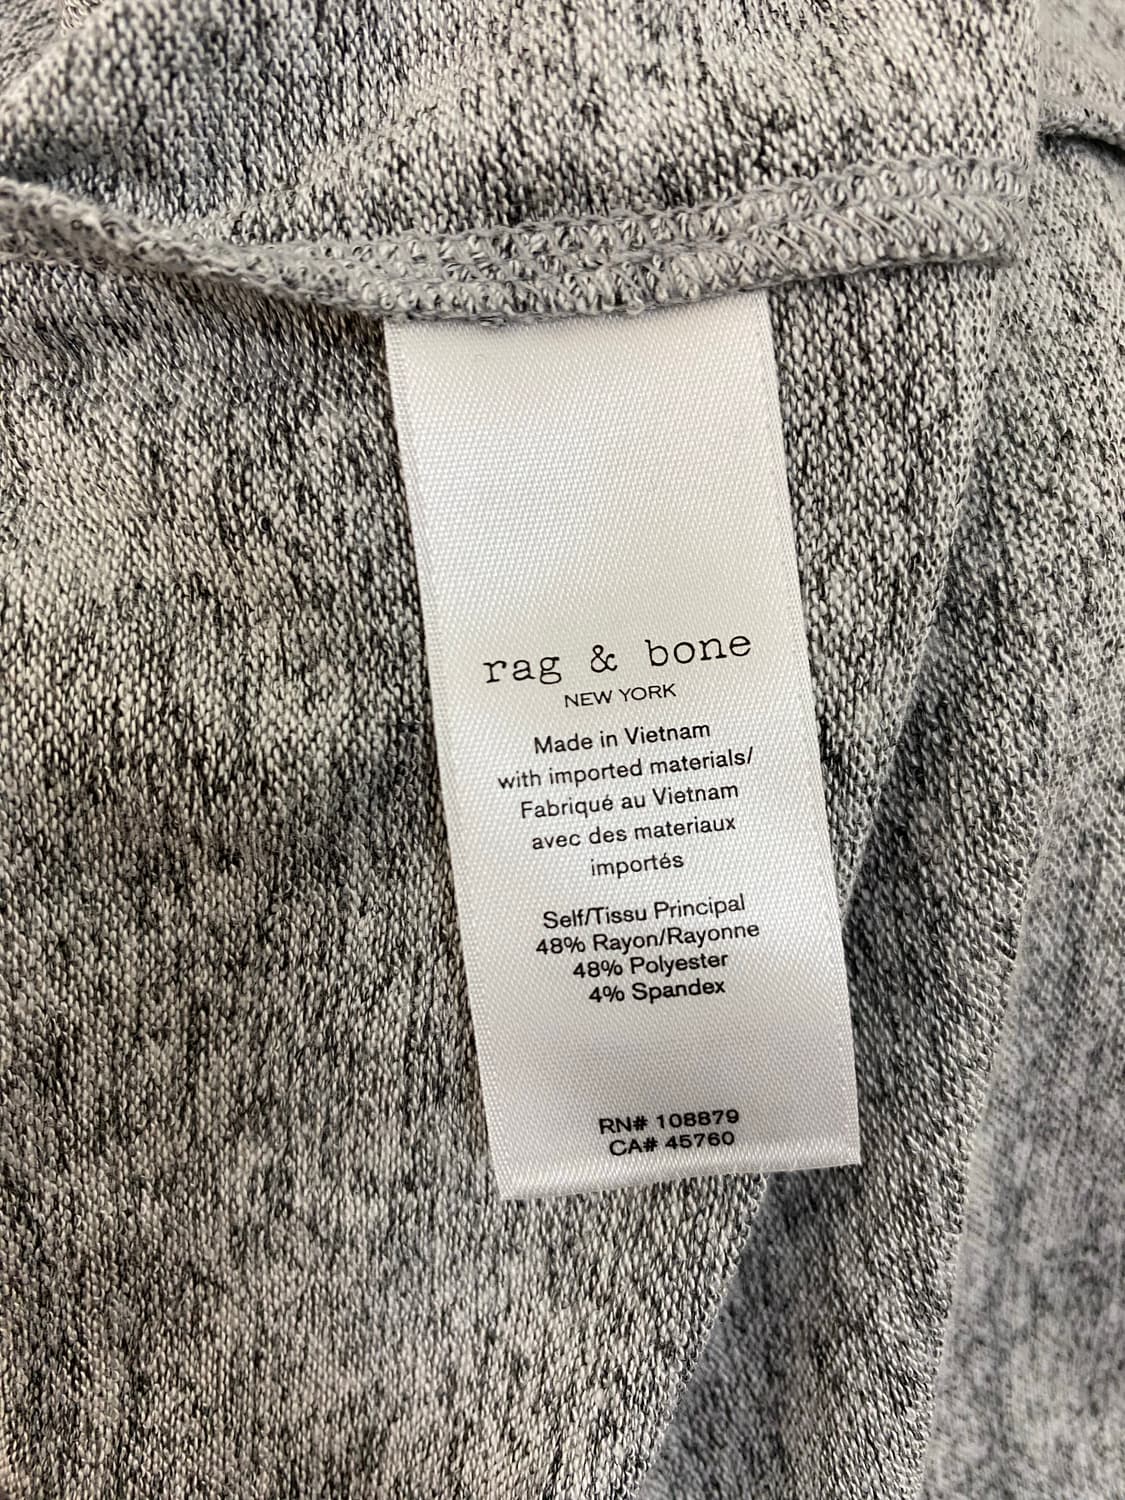 rag & bone
NEW YORK
Made in Vietnam
with imported materials/
Fabriqué au Vietnam
avec des materiaux
importés
Self/Tissu Principal
48% Rayon/Rayonne
48% Polyester
4% Spandex
RN# 108879
CA# 45760